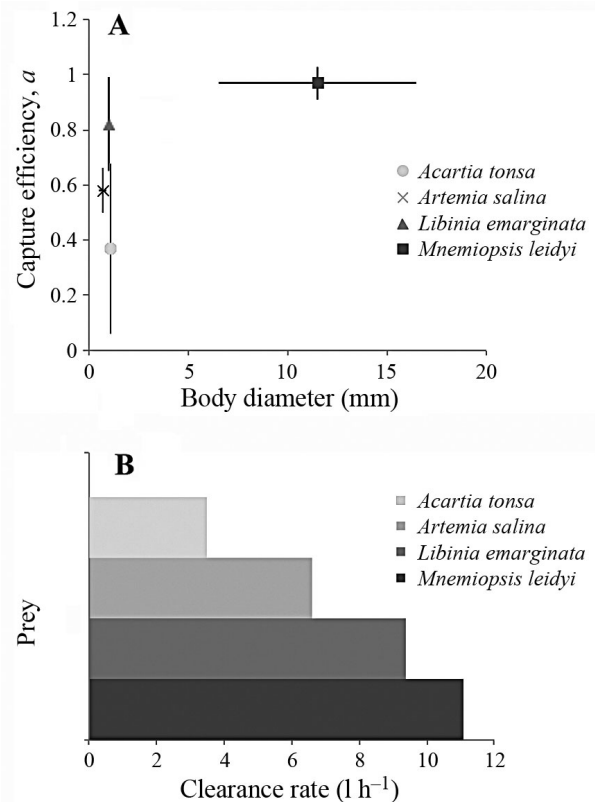 A
1.2
1
0.8
0.6
0.4
0.2
0
Capture efficiency, a
0 5 10 15 20
Body diameter (mm)
Acartia tonsa
Artemia salina
Libinia emarginata
Mnemiopsis leidyi
B
Prey
Acartia tonsa
Artemia salina
Libinia emarginata
Mnemiopsis leidyi
0 2 4 6 8 10 12
Clearance rate (l h–1)